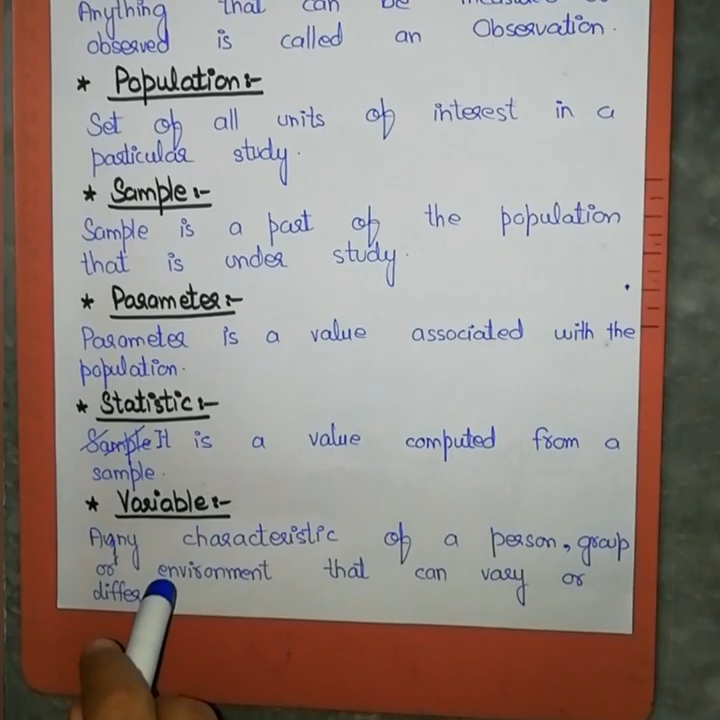 Anything that can be
observed is called an Observation.
* Population:-
Set of all units of interest in a
particular study.
* Sample:-
Sample is a part of the population
that is under study.
* Parameter:-
Parameter is a value associated with the
population.
* Statistic:-
Sample It is a value computed from a
sample.
* Variable:-
Any characteristic of a person, group
or environment that can vary or